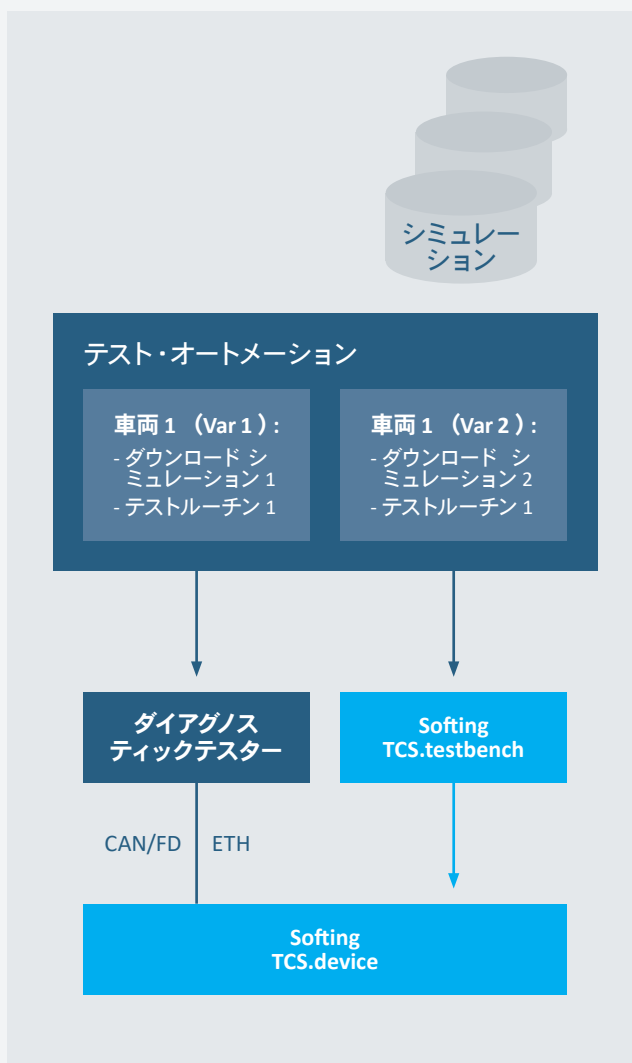 シミュレー
ション
テスト・オートメーション
車両 1 （Var 1）:
- ダウンロード シ
ミュレーション 1
- テストルーチン 1
車両 1 （Var 2）:
- ダウンロード シ
ミュレーション 2
- テストルーチン 1
ダイアグノス
ティックテスター
Softing
TCS.testbench
CAN/FD
ETH
Softing
TCS.device